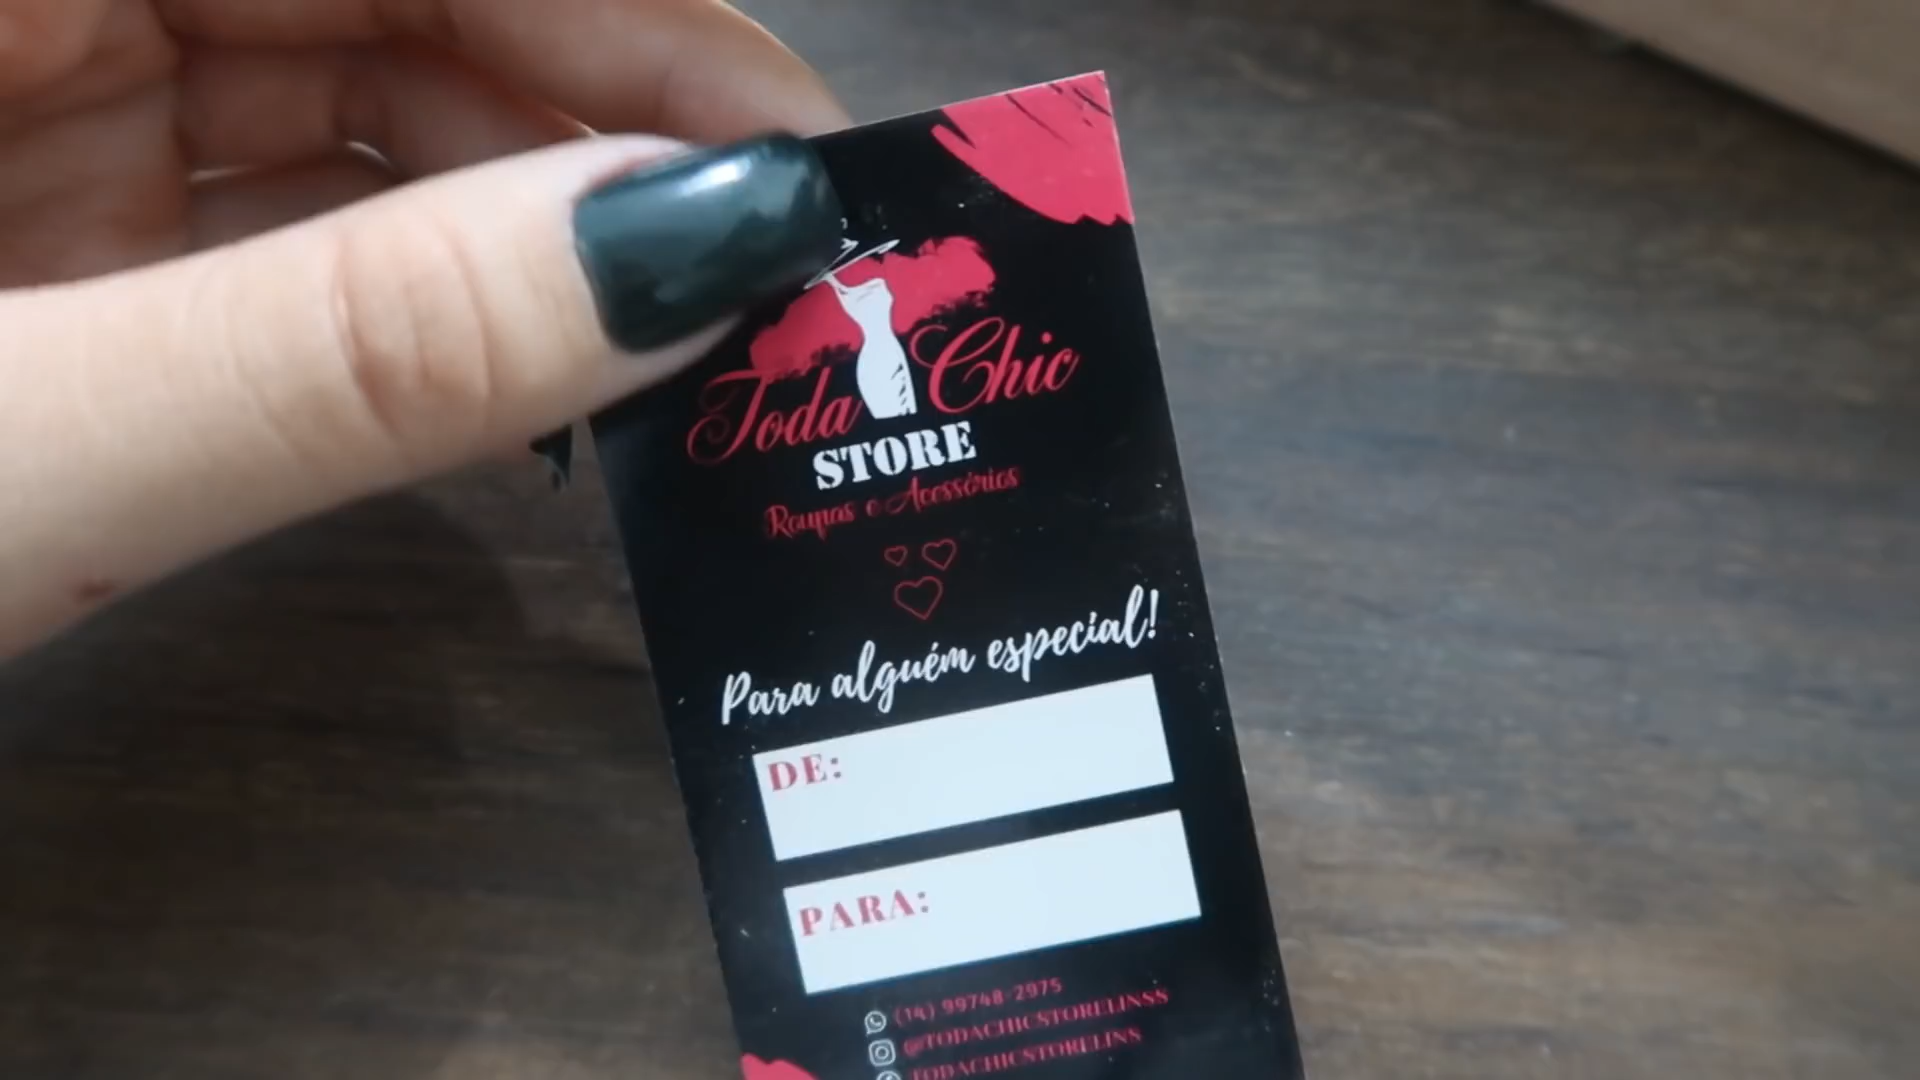 Toda Chic
STORE
Roupas e Acessórios
Para alguém especial!
DE:
PARA:
(14) 99748-2975
@TODACHICSTORELINSS
TODACHICSTORELINS